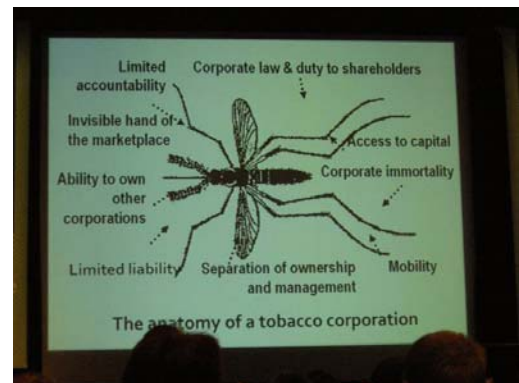 Limited
accountability
Corporate law & duty to shareholders
Invisible hand of
the marketplace
Access to capital
Corporate immortality
Ability to own
other
corporations
Limited liability
Separation of ownership
and management
Mobility
The anatomy of a tobacco corporation